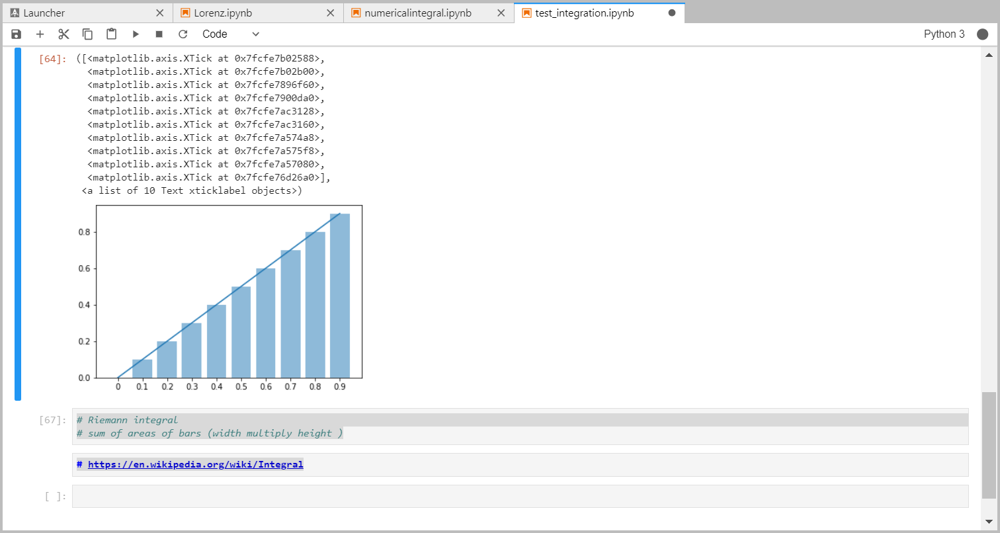 Launcher
Lorenz.ipynb
numericalintegral.ipynb
test_integration.ipynb
Code
Python 3
[64]: ([<matplotlib.axis.XTick at 0x7fcfe7b02588>,
<matplotlib.axis.XTick at 0x7fcfe7b02b00>,
<matplotlib.axis.XTick at 0x7fcfe7896f60>,
<matplotlib.axis.XTick at 0x7fcfe7900da0>,
<matplotlib.axis.XTick at 0x7fcfe7ac3128>,
<matplotlib.axis.XTick at 0x7fcfe7ac3160>,
<matplotlib.axis.XTick at 0x7fcfe7a574a8>,
<matplotlib.axis.XTick at 0x7fcfe7a575f8>,
<matplotlib.axis.XTick at 0x7fcfe7a57080>,
<matplotlib.axis.XTick at 0x7fcfe76d26a0>],
<a list of 10 Text xticklabel objects>)
0.8
0.6
0.4
0.2
0.0
0 0.1 0.2 0.3 0.4 0.5 0.6 0.7 0.8 0.9
[67]: # Riemann integral
# sum of areas of bars (width multiply height )
# https://en.wikipedia.org/wiki/Integral
[ ]: